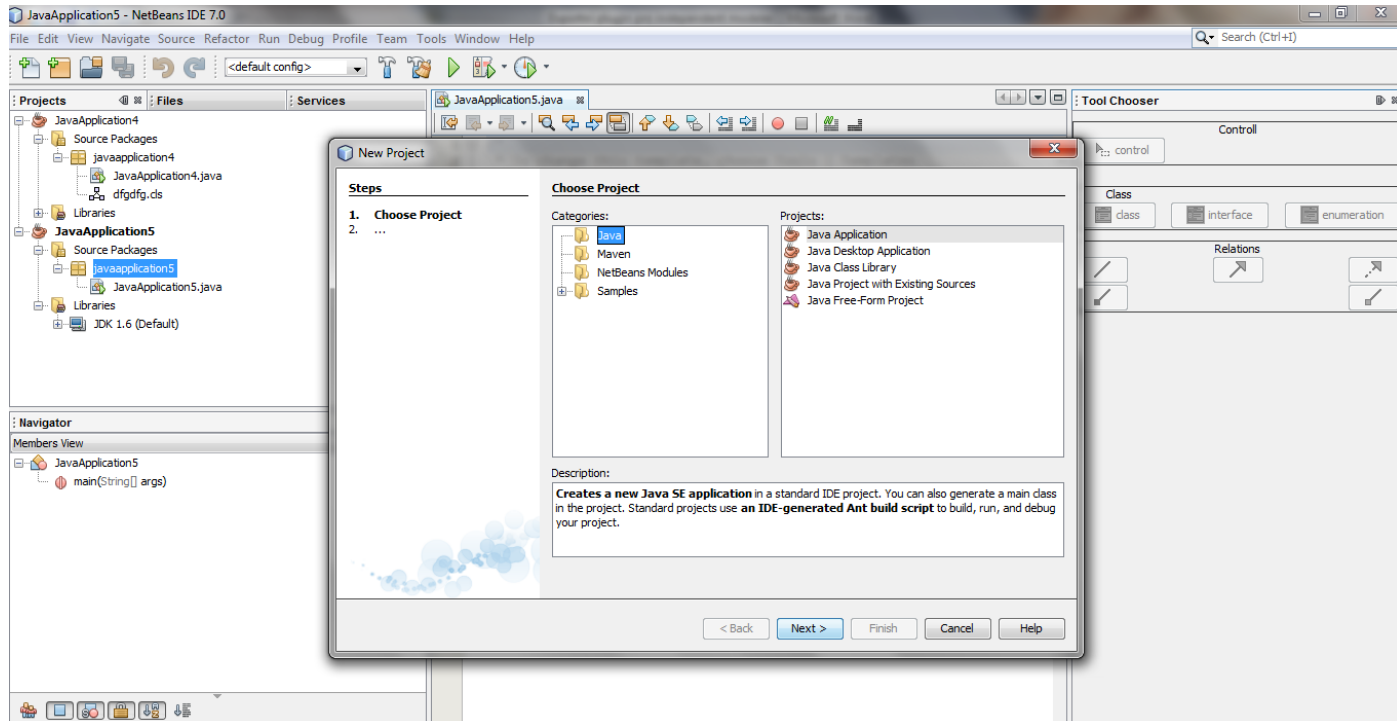 JavaApplication5 - NetBeans IDE 7.0
File Edit View Navigate Source Refactor Run Debug Profile Team Tools Window Help
Search (Ctrl+I)
<default config>
Projects
Files
Services
JavaApplication4
Source Packages
javaapplication4
JavaApplication4.java
dfgdfg.cls
Libraries
JavaApplication5
Source Packages
javaapplication5
JavaApplication5.java
Libraries
JDK 1.6 (Default)
Navigator
Members View
JavaApplication5
main(String[] args)
JavaApplication5.java
New Project
Steps
1. Choose Project
2. ...
Choose Project
Categories:
Java
Maven
NetBeans Modules
Samples
Projects:
Java Application
Java Desktop Application
Java Class Library
Java Project with Existing Sources
Java Free-Form Project
Description:
Creates a new Java SE application in a standard IDE project. You can also generate a main class
in the project. Standard projects use an IDE-generated Ant build script to build, run, and debug
your project.
< Back
Next >
Finish
Cancel
Help
Tool Chooser
Controll
control
Class
class
interface
enumeration
Relations